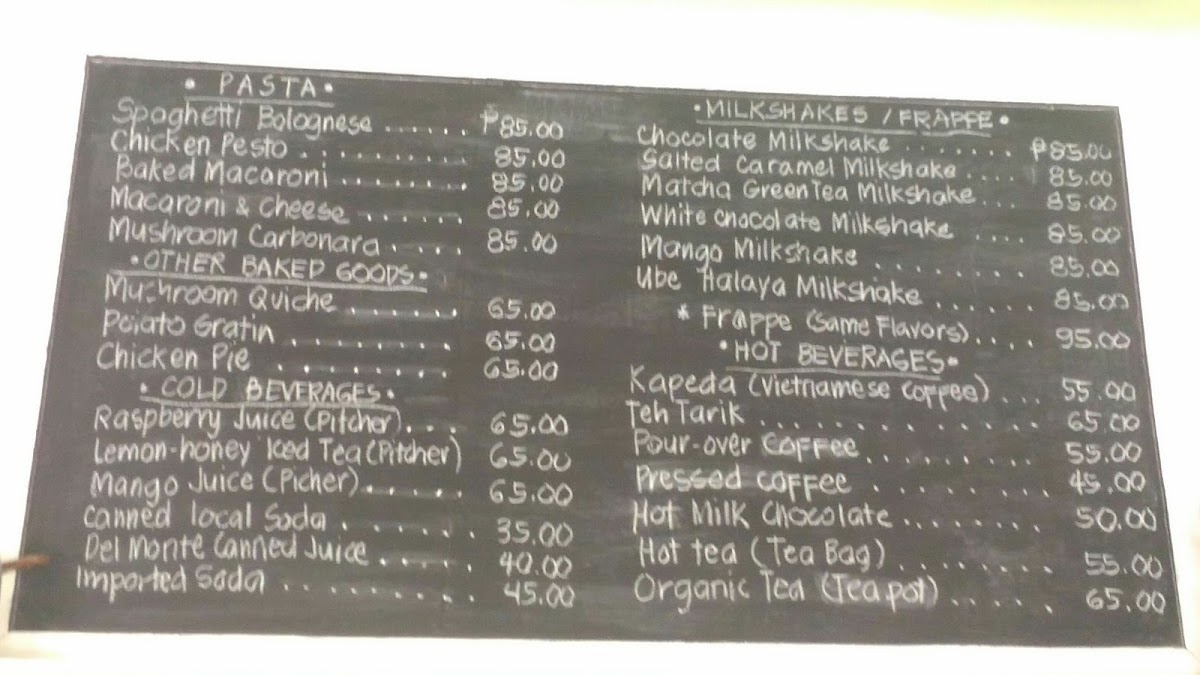 • PASTA •
Spaghetti Bolognese ...... ₱85.00
Chicken Pesto .......... 85.00
Baked Macaroni ........ 85.00
Macaroni & Cheese ....... 85.00
Mushroom Carbonara ..... 85.00
• OTHER BAKED GOODS •
Mushroom Quiche ....... 65.00
Potato Gratin ......... 65.00
Chicken Pie ......... 65.00
• COLD BEVERAGES •
Raspberry Juice (Pitcher)... 65.00
Lemon-honey Iced Tea (Pitcher) 65.00
Mango Juice (Picher)...... 65.00
Canned local Soda ....... 35.00
Del Monte Canned Juice ..... 40.00
Imported Soda .......... 45.00
• MILKSHAKES / FRAPPE •
Chocolate Milkshake ....... ₱85.00
Salted Caramel Milkshake .... 85.00
Matcha Green Tea Milkshake... 85.00
White chocolate Milkshake ... 85.00
Mango Milkshake ........ 85.00
Ube Halaya Milkshake ...... 85.00
* Frappe (Same Flavors).... 95.00
• HOT BEVERAGES •
Kapeda (Vietnamese Coffee) ... 55.00
Teh Tarik ............. 65.00
Pour-over COFFEE ......... 55.00
Pressed COFFEE ......... 45.00
Hot Milk Chocolate ....... 50.00
Hot tea (Tea Bag) ......... 55.00
Organic Tea (Teapot) ..... 65.00